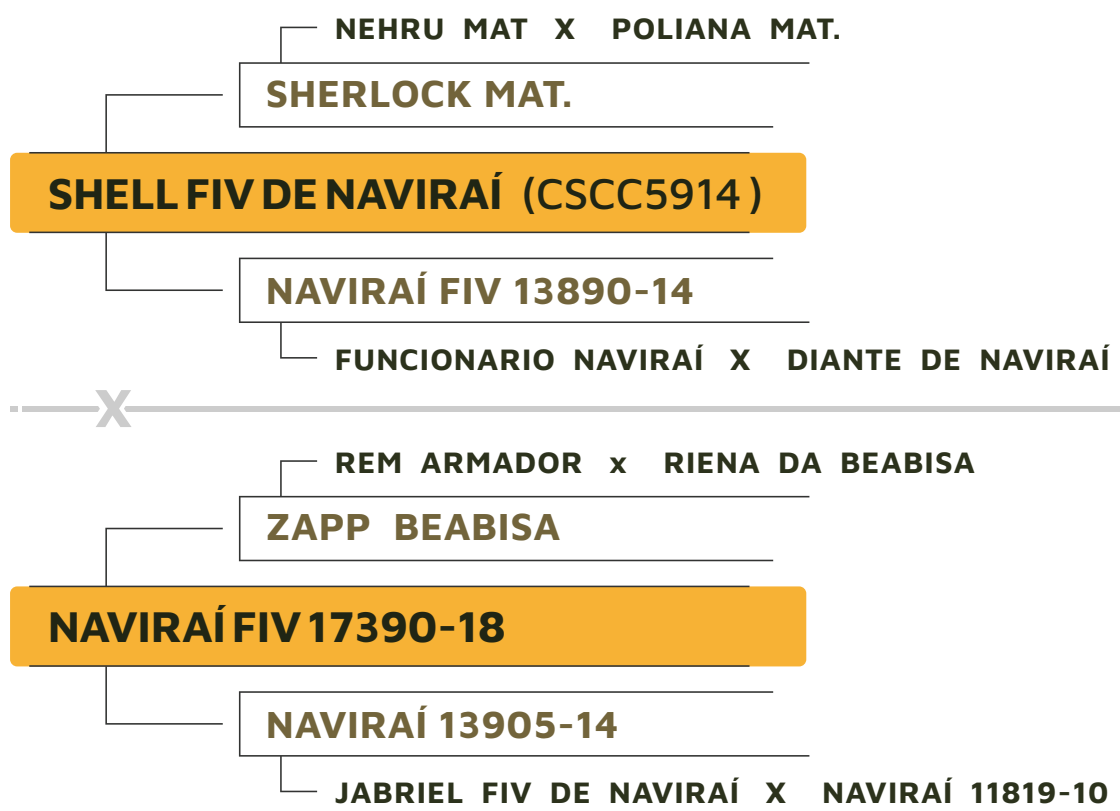 NEHRU MAT X POLIANA MAT.
SHERLOCK MAT.
SHELL FIV DE NAVIRAÍ (CSCC5914 )
NAVIRAÍ FIV 13890-14
FUNCIONARIO NAVIRAÍ X DIANTE DE NAVIRAÍ
X
REM ARMADOR x RIENA DA BEABISA
ZAPP BEABISA
NAVIRAÍ FIV 17390-18
NAVIRAÍ 13905-14
JABRIEL FIV DE NAVIRAÍ X NAVIRAÍ 11819-10